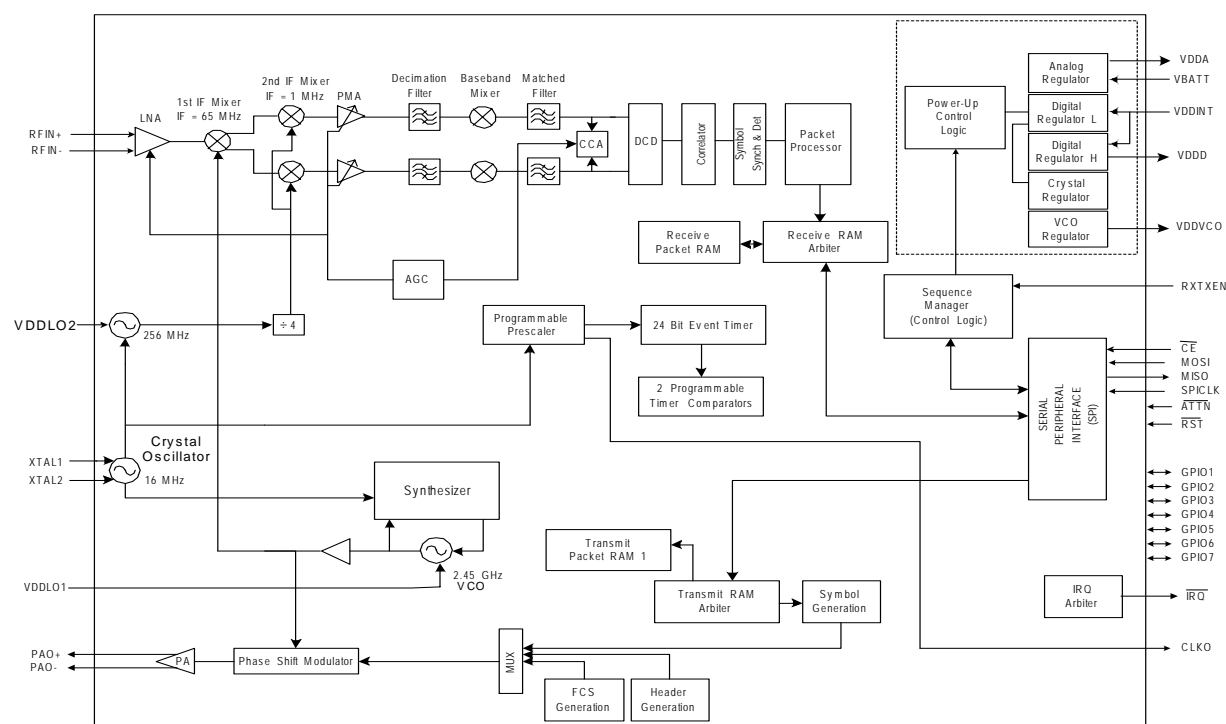 2nd IF Mixer
IF = 1 MHz
PMA
Decimation
Filter
Baseband
Mixer
Matched
Filter
1st IF Mixer
IF = 65 MHz
LNA
RFIN+
RFIN-
CCA
DCD
Correlator
Symbol
Synch & Det
Packet
Processor
Power-Up
Control
Logic
Analog
Regulator
Digital
Regulator L
Digital
Regulator H
Crystal
Regulator
VCO
Regulator
VDDA
VBATT
VDDINT
VDDD
VDDVCO
Receive
Packet RAM
Receive RAM
Arbiter
AGC
Sequence
Manager
(Control Logic)
RXTXEN
VDDLO2
256 MHz
÷4
Programmable
Prescaler
24 Bit Event Timer
2 Programmable
Timer Comparators
SERIAL
PERIPHERAL
INTERFACE
(SPI)
CE
MOSI
MISO
SPICLK
ATTN
RST
Crystal
Oscillator
XTAL1
XTAL2
16 MHz
Synthesizer
GPIO1
GPIO2
GPIO3
GPIO4
GPIO5
GPIO6
GPIO7
2.45 GHz
VCO
VDDLO1
Transmit
Packet RAM 1
Transmit RAM
Arbiter
Symbol
Generation
IRQ
Arbiter
IRQ
PAO+
PAO-
PA
Phase Shift Modulator
MUX
FCS
Generation
Header
Generation
CLKO